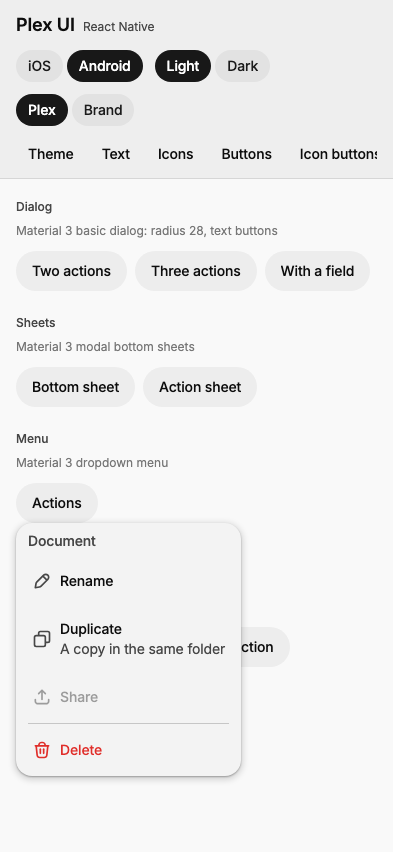 Plex UI React Native
iOS Android Light Dark
Plex Brand
Theme Text Icons Buttons Icon buttons
Dialog
Material 3 basic dialog: radius 28, text buttons
Two actions Three actions With a field
Sheets
Material 3 modal bottom sheets
Bottom sheet Action sheet
Menu
Material 3 dropdown menu
Actions
Document
Rename
Duplicate
A copy in the same folder
Share
Delete